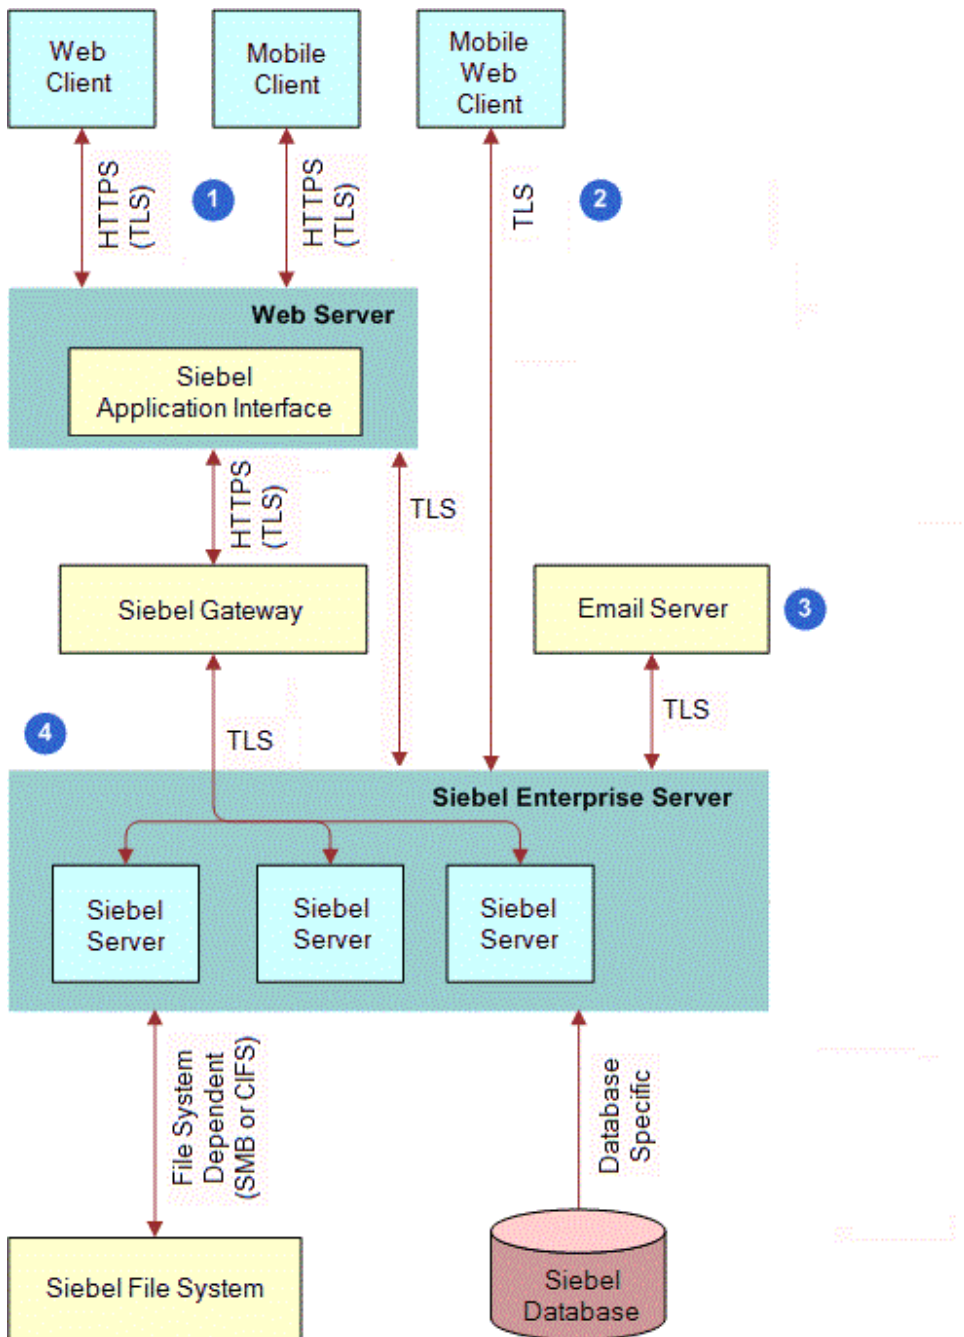 Web
Client
Mobile
Client
Mobile
Web
Client
HTTPS
(TLS)
1
HTTPS
(TLS)
TLS
2
Web Server
Siebel
Application Interface
HTTPS
(TLS)
TLS
Siebel Gateway
Email Server
3
4
TLS
TLS
Siebel Enterprise Server
Siebel
Server
Siebel
Server
Siebel
Server
File System
Dependent
(SMB or CIFS)
Database
Specific
Siebel File System
Siebel
Database